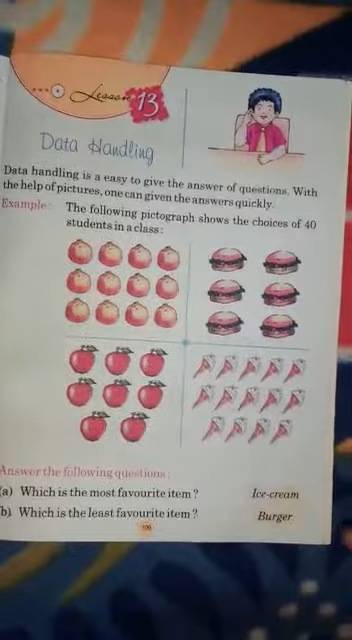 Lesson 13
Data Handling
Data handling is a easy to give the answer of questions. With
the help of pictures, one can given the answers quickly.
Example: The following pictograph shows the choices of 40
students in a class:
Answer the following questions:
(a) Which is the most favourite item? Ice-cream
(b) Which is the least favourite item? Burger